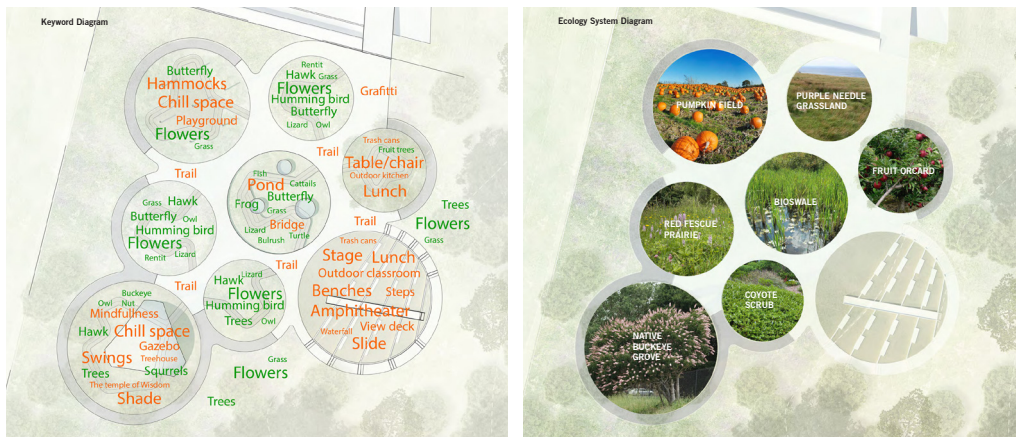 Keyword Diagram
Butterfly
Hammocks
Chill space
Playground
Flowers
Grass
Rentit
Hawk Grass
Flowers
Humming bird
Butterfly
Lizard Owl
Grafitti
Trail
Trash cans
Fruit trees
Table/chair
Outdoor kitchen
Lunch
Trail
Fish
Pond Cattails
Butterfly
Frog
Grass
Bridge
Lizard
Turtle
Bulrush
Grass Hawk
Butterfly Owl
Humming bird
Flowers
Lizard
Rentit
Trail
Trees
Flowers
Grass
Trail
Trail
Trash cans
Stage Lunch
Outdoor classroom
Benches Steps
Amphitheater
Waterfall View deck
Slide
Lizard
Hawk
Flowers
Humming bird
Trees Owl
Buckeye
Owl Nut
Mindfullness
Hawk Chill space
Gazebo
Swings Treehouse
Trees Squirrels
The temple of Wisdom
Shade
Grass
Flowers
Trees
Ecology System Diagram
PUMPKIN FIELD
PURPLE NEEDLE
GRASSLAND
FRUIT ORCARD
BIOSWALE
RED FESCUE
PRAIRIE
COYOTE
SCRUB
NATIVE
BUCKEYE
GROVE